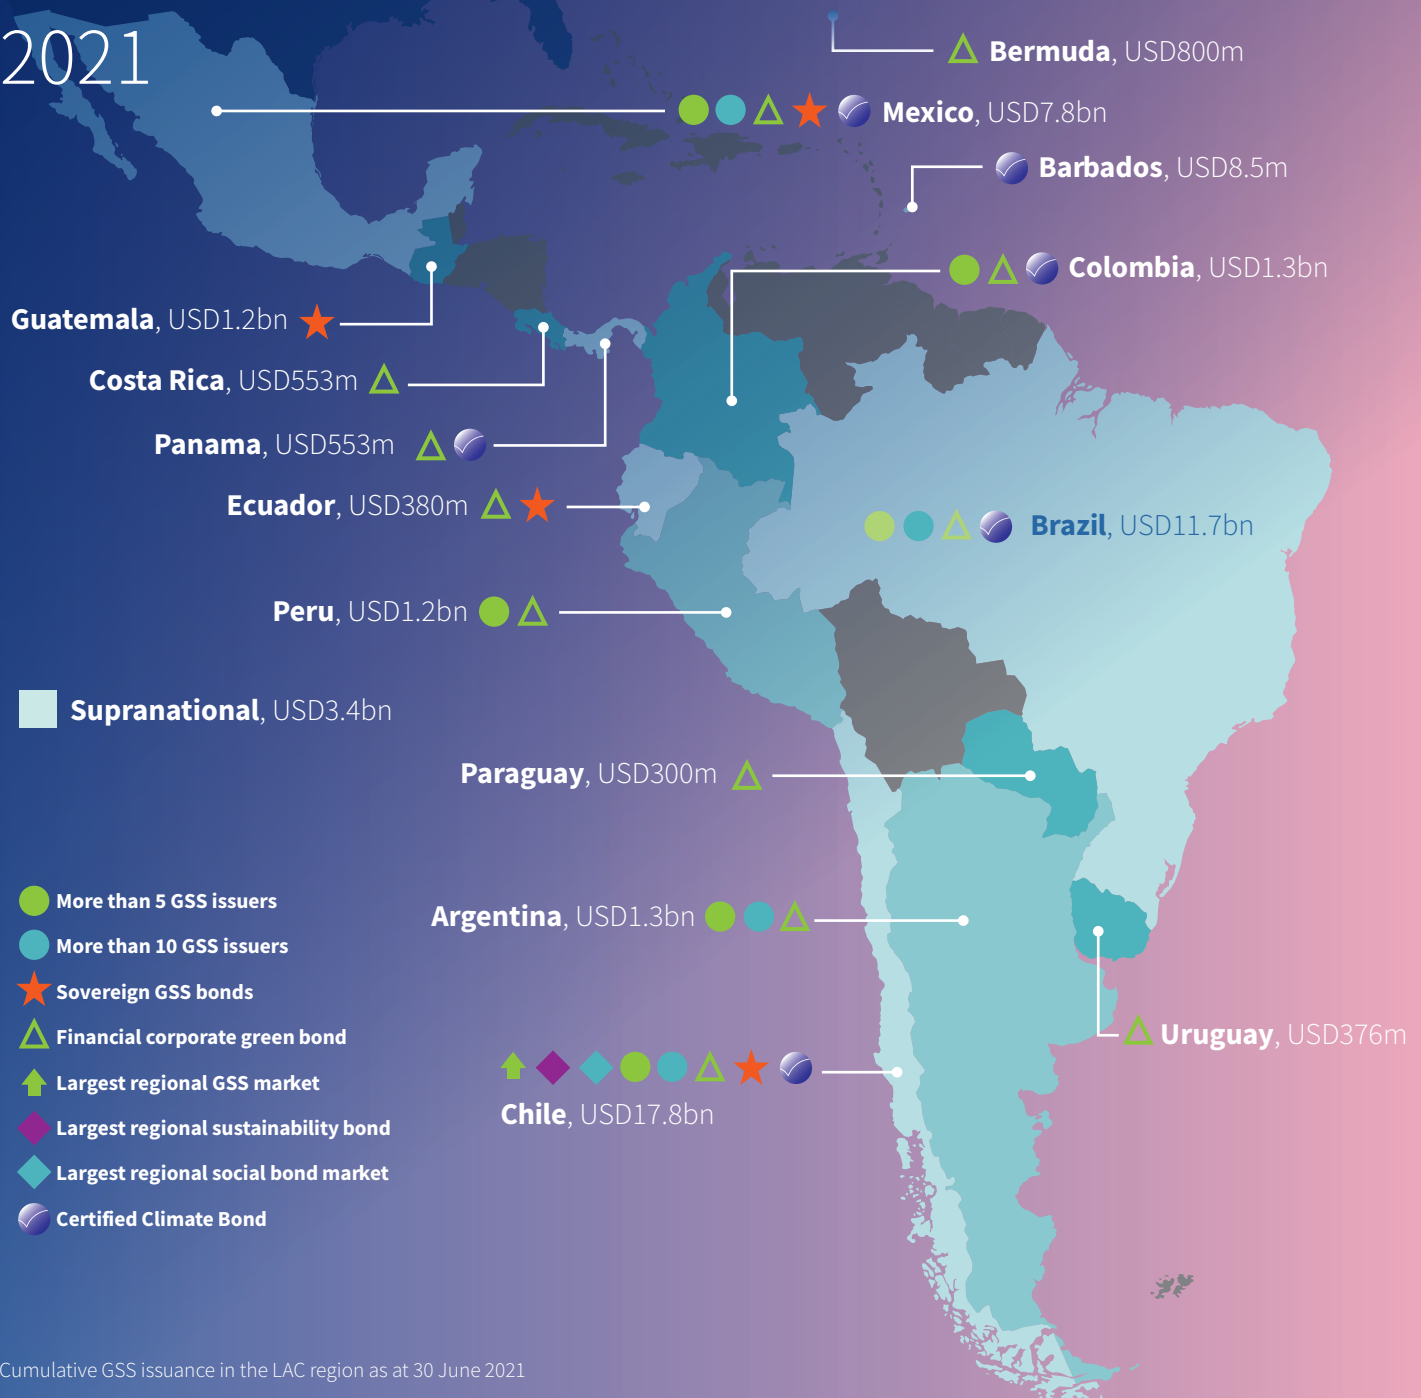 2021
Bermuda, USD800m
Mexico, USD7.8bn
Barbados, USD8.5m
Colombia, USD1.3bn
Guatemala, USD1.2bn
Costa Rica, USD553m
Panama, USD553m
Ecuador, USD380m
Brazil, USD11.7bn
Peru, USD1.2bn
Supranational, USD3.4bn
Paraguay, USD300m
Argentina, USD1.3bn
Uruguay, USD376m
Chile, USD17.8bn
More than 5 GSS issuers
More than 10 GSS issuers
Sovereign GSS bonds
Financial corporate green bond
Largest regional GSS market
Largest regional sustainability bond
Largest regional social bond market
Certified Climate Bond
Cumulative GSS issuance in the LAC region as at 30 June 2021